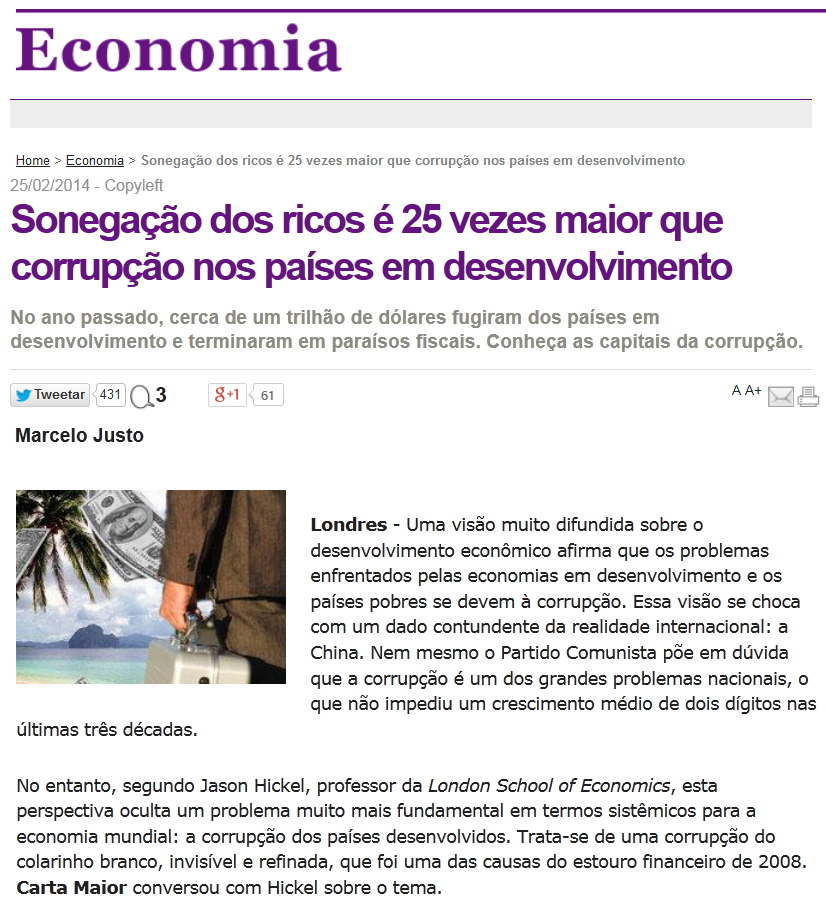 Economia
Home > Economia > Sonegação dos ricos é 25 vezes maior que corrupção nos países em desenvolvimento
25/02/2014 - Copyleft
Sonegação dos ricos é 25 vezes maior que
corrupção nos países em desenvolvimento
No ano passado, cerca de um trilhão de dólares fugiram dos países em
desenvolvimento e terminaram em paraísos fiscais. Conheça as capitais da corrupção.
Tweetar 431 3 g+1 61 A A+
Marcelo Justo
Londres - Uma visão muito difundida sobre o
desenvolvimento econômico afirma que os problemas
enfrentados pelas economias em desenvolvimento e os
países pobres se devem à corrupção. Essa visão se choca
com um dado contundente da realidade internacional: a
China. Nem mesmo o Partido Comunista põe em dúvida
que a corrupção é um dos grandes problemas nacionais, o
que não impediu um crescimento médio de dois dígitos nas
últimas três décadas.
No entanto, segundo Jason Hickel, professor da London School of Economics, esta
perspectiva oculta um problema muito mais fundamental em termos sistêmicos para a
economia mundial: a corrupção dos países desenvolvidos. Trata-se de uma corrupção do
colarinho branco, invisível e refinada, que foi uma das causas do estouro financeiro de 2008.
Carta Maior conversou com Hickel sobre o tema.